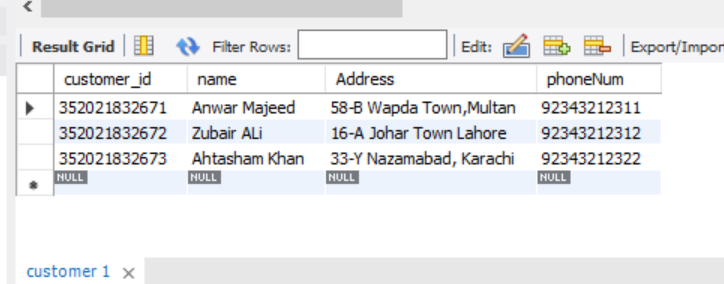 Result Grid Filter Rows: Edit: Export/Impor
customer_id name Address phoneNum
352021832671 Anwar Majeed 58-B Wapda Town,Multan 92343212311
352021832672 Zubair ALi 16-A Johar Town Lahore 92343212312
352021832673 Ahtasham Khan 33-Y Nazamabad, Karachi 92343212322
NULL NULL NULL NULL
customer 1